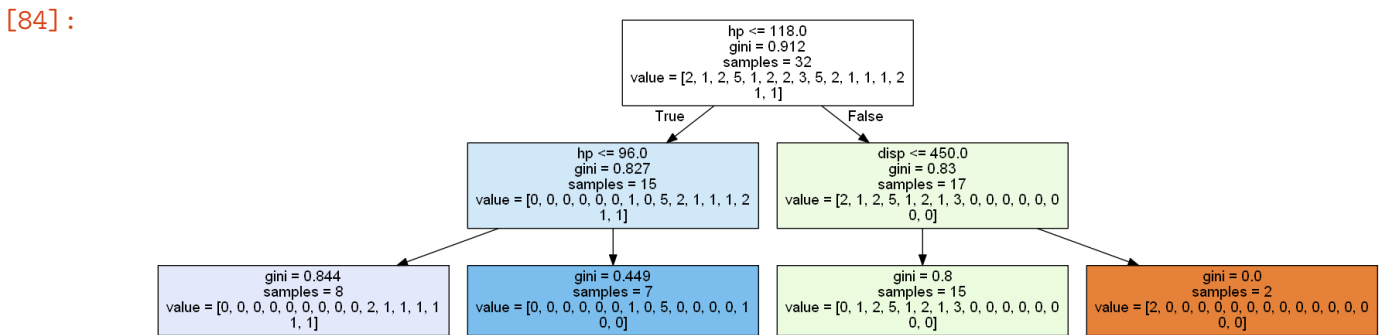 [84]:
hp <= 118.0
gini = 0.912
samples = 32
value = [2, 1, 2, 5, 1, 2, 2, 3, 5, 2, 1, 1, 1, 2
1, 1]
True
False
hp <= 96.0
gini = 0.827
samples = 15
value = [0, 0, 0, 0, 0, 0, 1, 0, 5, 2, 1, 1, 1, 2
1, 1]
disp <= 450.0
gini = 0.83
samples = 17
value = [2, 1, 2, 5, 1, 2, 1, 3, 0, 0, 0, 0, 0, 0
0, 0]
gini = 0.844
samples = 8
value = [0, 0, 0, 0, 0, 0, 0, 0, 0, 2, 1, 1, 1, 1
1, 1]
gini = 0.449
samples = 7
value = [0, 0, 0, 0, 0, 0, 1, 0, 5, 0, 0, 0, 0, 1
0, 0]
gini = 0.8
samples = 15
value = [0, 1, 2, 5, 1, 2, 1, 3, 0, 0, 0, 0, 0, 0
0, 0]
gini = 0.0
samples = 2
value = [2, 0, 0, 0, 0, 0, 0, 0, 0, 0, 0, 0, 0, 0
0, 0]